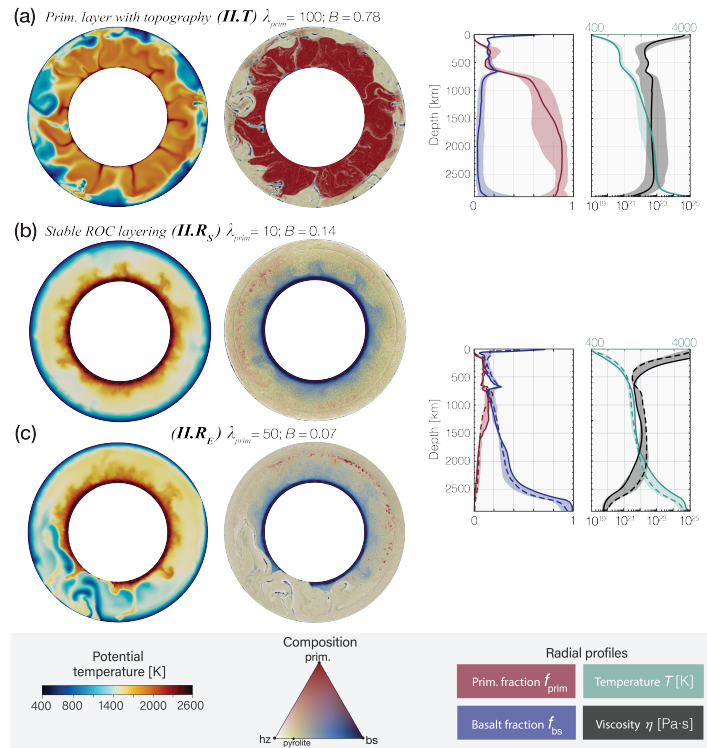 (a) Prim. layer with topography (II.T) λprim = 100; B = 0.78
400 4000
0
500
1000
1500
2000
2500
Depth [km]
0 1
10^19 10^21 10^23 10^25
(b) Stable ROC layering (II.R_S) λprim = 10; B = 0.14
(c) (II.R_E) λprim = 50; B = 0.07
400 4000
0
500
1000
1500
2000
2500
Depth [km]
0 1
10^19 10^21 10^23 10^25
Potential
temperature [K]
400 800 1400 2000 2600
Composition
prim.
hz pyrolite bs
Radial profiles
Prim. fraction f_prim
Temperature T [K]
Basalt fraction f_bs
Viscosity η [Pa·s]